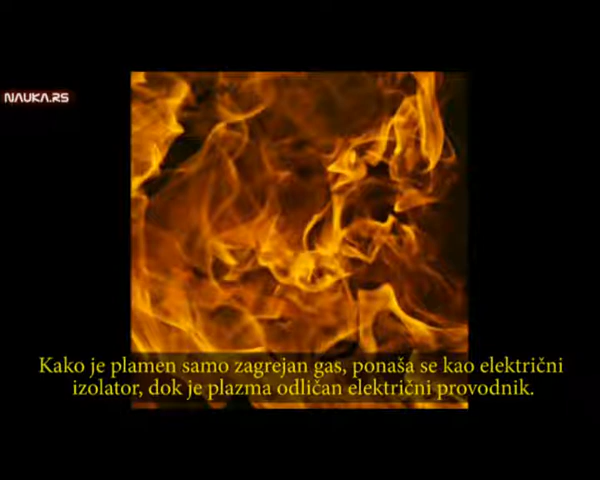 NAUKA.RS
Kako je plamen samo zagrejan gas, ponaša se kao električni
izolator, dok je plazma odličan električni provodnik.